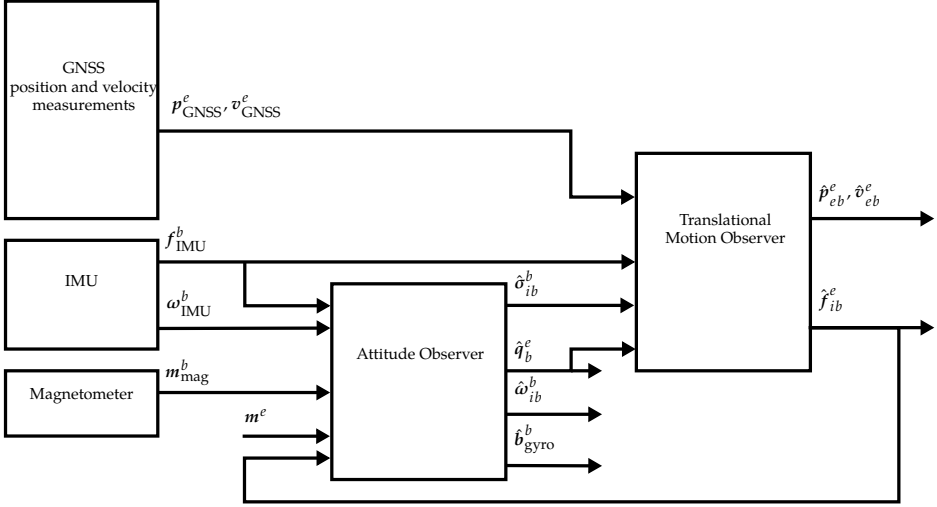 GNSS
position and velocity
measurements
p^e_GNSS, v^e_GNSS
IMU
f^b_IMU
ω^b_IMU
Magnetometer
m^b_mag
m^e
Attitude Observer
σ̂^b_ib
q̂^e_b
ω̂^b_ib
b̂^b_gyro
Translational
Motion Observer
p̂^e_eb, v̂^e_eb
f̂^e_ib